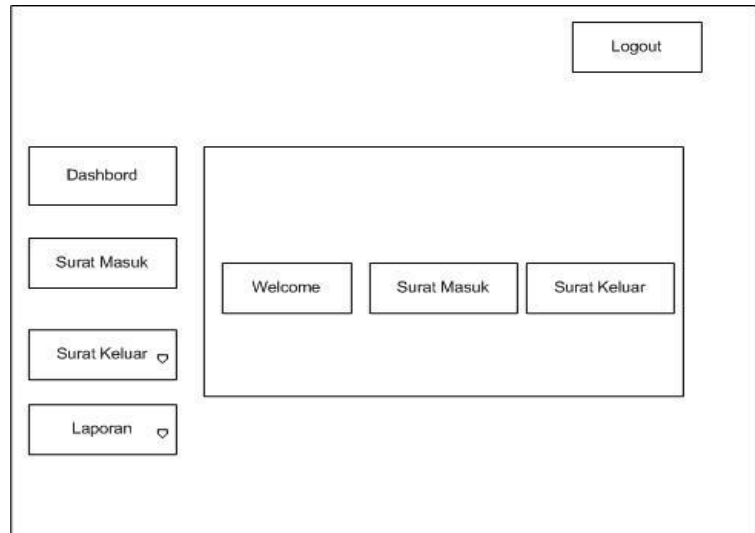 Logout
Dashbord
Surat Masuk
Surat Keluar
Laporan
Welcome
Surat Masuk
Surat Keluar